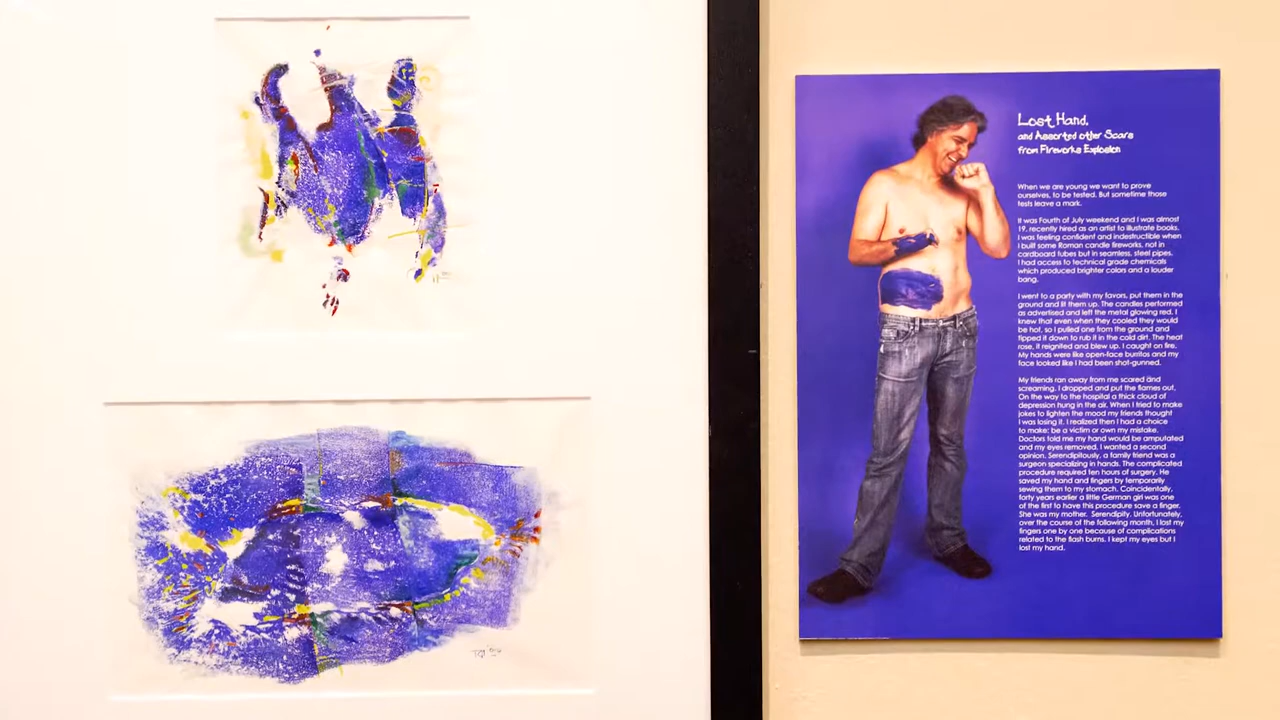 Lost Hand,
and Assorted other Scars
from Fireworks Explosion
When we are young we want to prove
ourselves, to be tested. But sometime those
tests leave a mark.
It was Fourth of July weekend and I was almost
19, recently hired as an artist to illustrate books.
I was feeling confident and indestructible when
I built some Roman candle fireworks, not in
cardboard tubes but in seamless, steel pipes.
I had access to technical grade chemicals
which produced brighter colors and a louder
bang.
I went to a party with my favors, put them in the
ground and lit them up. The candles performed
as advertised and left the metal glowing red. I
knew that even when they cooled they would
be hot, so I pulled one from the ground and
tipped it down to rub it in the cold dirt. The heat
rose, it reignited and blew up. I caught on fire.
My hands were like open-face burritos and my
face looked like I had been shot-gunned.
My friends ran away from me scared and
screaming. I dropped and put the flames out.
On the way to the hospital a thick cloud of
depression hung in the air. When I tried to make
jokes to lighten the mood my friends thought
I was losing it. I realized then I had a choice
to make: be a victim or own my mistake.
Doctors told me my hand would be amputated
and my eyes removed. I wanted a second
opinion. Serendipitously, a family friend was a
surgeon specializing in hands. The complicated
procedure required ten hours of surgery. He
saved my hand and fingers by temporarily
sewing them to my stomach. Coincidentally,
forty years earlier a little German girl was one
of the first to have this procedure save a finger.
She was my mother. Serendipity. Unfortunately,
over the course of the following month, I lost my
fingers one by one because of complications
related to the flash burns. I kept my eyes but I
lost my hand.